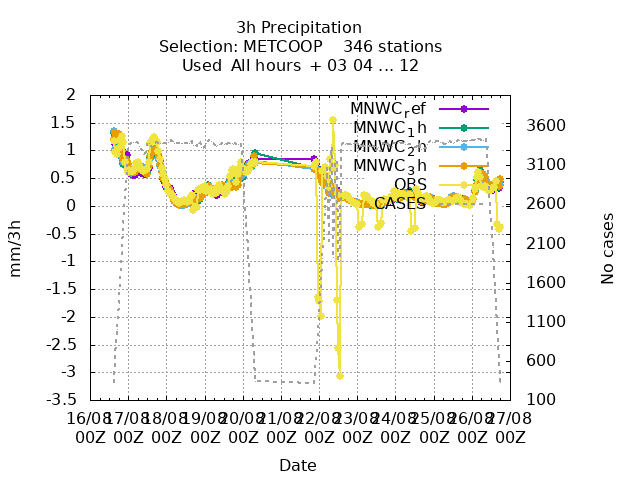 3h Precipitation
Selection: METCOOP    346 stations
Used  All hours  + 03 04 ... 12
mm/3h
No cases
2
1.5
1
0.5
0
-0.5
-1
-1.5
-2
-2.5
-3
-3.5
3600
3100
2600
2100
1600
1100
600
100
MNWCref
MNWC1h
MNWC2h
MNWC3h
OBS
CASES
16/08 17/08 18/08 19/08 20/08 21/08 22/08 23/08 24/08 25/08 26/08 27/08
00Z 00Z 00Z 00Z 00Z 00Z 00Z 00Z 00Z 00Z 00Z 00Z
Date